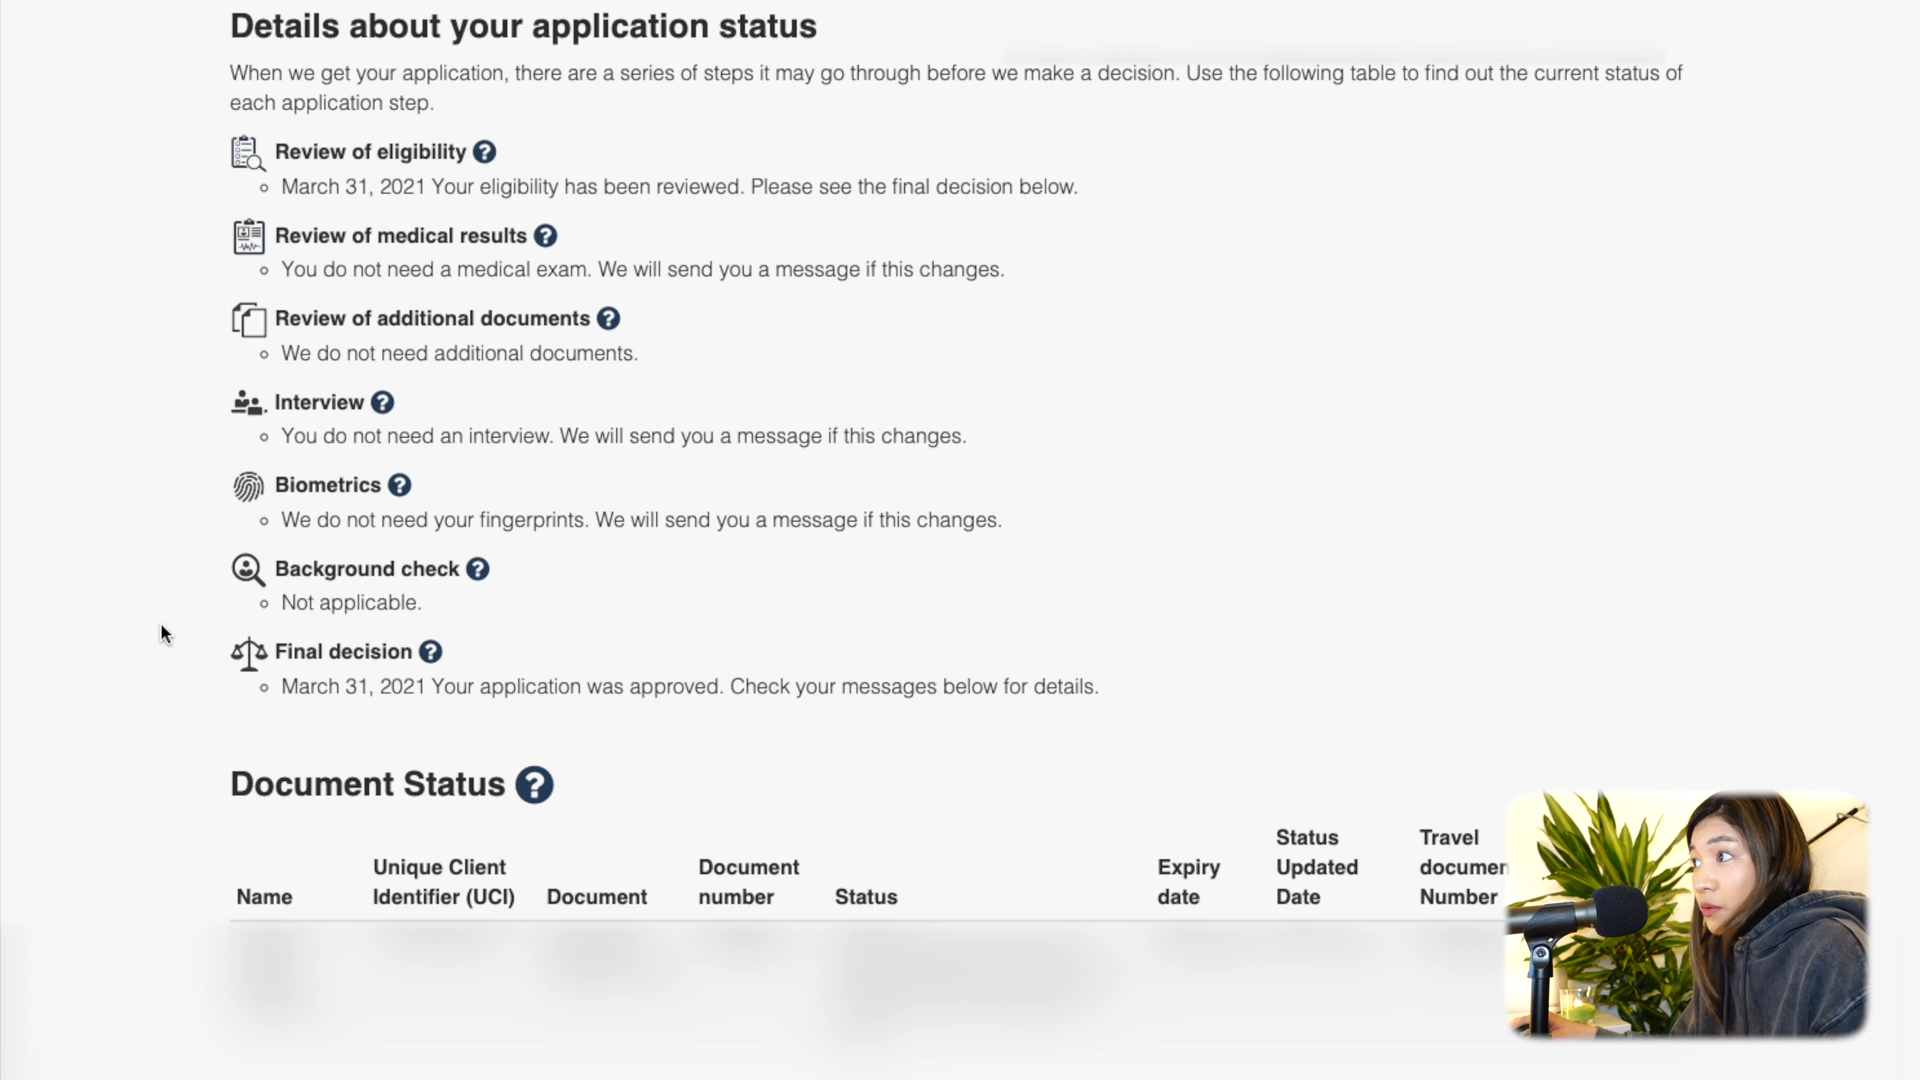 Details about your application status
When we get your application, there are a series of steps it may go through before we make a decision. Use the following table to find out the current status of
each application step.
Review of eligibility ?
March 31, 2021 Your eligibility has been reviewed. Please see the final decision below.
Review of medical results ?
You do not need a medical exam. We will send you a message if this changes.
Review of additional documents ?
We do not need additional documents.
Interview ?
You do not need an interview. We will send you a message if this changes.
Biometrics ?
We do not need your fingerprints. We will send you a message if this changes.
Background check ?
Not applicable.
Final decision ?
March 31, 2021 Your application was approved. Check your messages below for details.
Document Status ?
Name
Unique Client
Identifier (UCI)
Document
Document
number
Status
Expiry
date
Status
Updated
Date
Travel
documen
Number